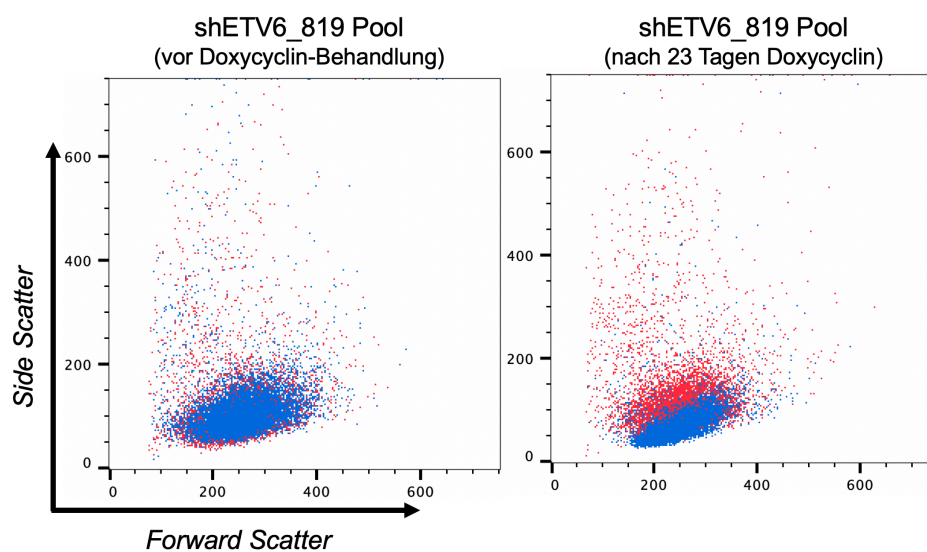 shETV6_819 Pool
(vor Doxycyclin-Behandlung)
shETV6_819 Pool
(nach 23 Tagen Doxycyclin)
Side Scatter
600
400
200
0
0 200 400 600
600
400
200
0
0 200 400 600
Forward Scatter